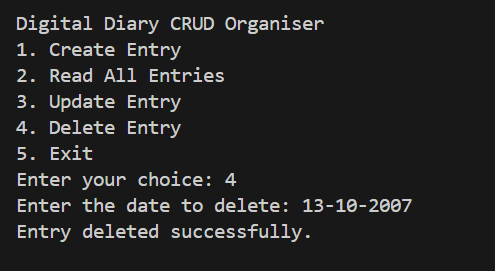 Digital Diary CRUD Organiser
1. Create Entry
2. Read All Entries
3. Update Entry
4. Delete Entry
5. Exit
Enter your choice: 4
Enter the date to delete: 13-10-2007
Entry deleted successfully.